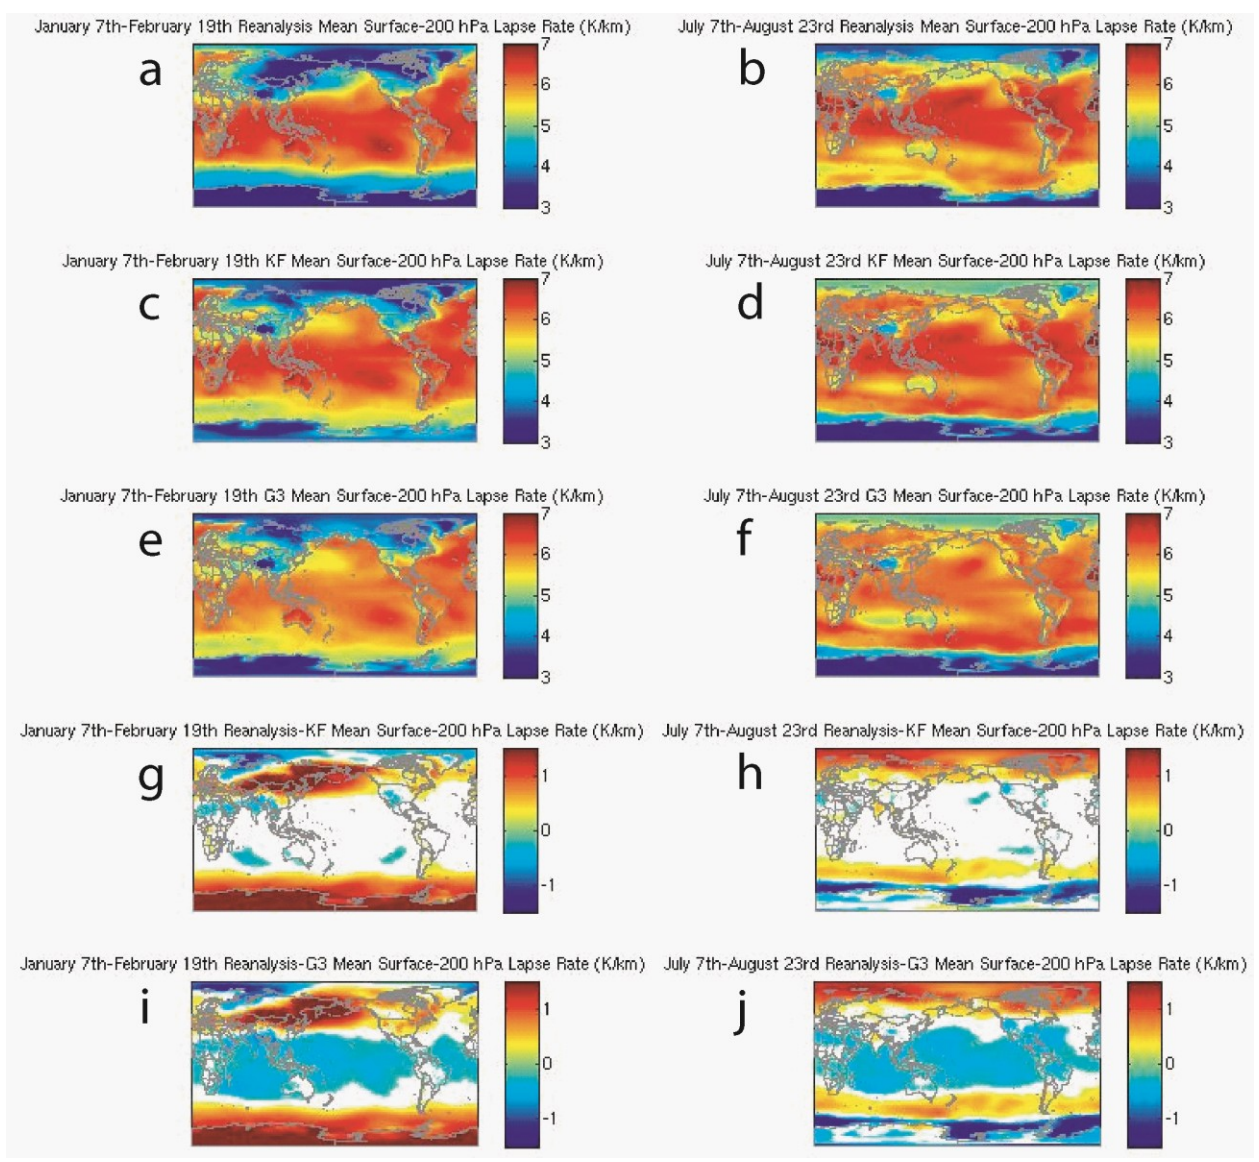 January 7th-February 19th Reanalysis Mean Surface-200 hPa Lapse Rate (K/km)
a
7
6
5
4
3
July 7th-August 23rd Reanalysis Mean Surface-200 hPa Lapse Rate (K/km)
b
7
6
5
4
3
January 7th-February 19th KF Mean Surface-200 hPa Lapse Rate (K/km)
c
7
6
5
4
3
July 7th-August 23rd KF Mean Surface-200 hPa Lapse Rate (K/km)
d
7
6
5
4
3
January 7th-February 19th G3 Mean Surface-200 hPa Lapse Rate (K/km)
e
7
6
5
4
3
July 7th-August 23rd G3 Mean Surface-200 hPa Lapse Rate (K/km)
f
7
6
5
4
3
January 7th-February 19th Reanalysis-KF Mean Surface-200 hPa Lapse Rate (K/km)
g
1
0
-1
July 7th-August 23rd Reanalysis-KF Mean Surface-200 hPa Lapse Rate (K/km)
h
1
0
-1
January 7th-February 19th Reanalysis-G3 Mean Surface-200 hPa Lapse Rate (K/km)
i
1
0
-1
July 7th-August 23rd Reanalysis-G3 Mean Surface-200 hPa Lapse Rate (K/km)
j
1
0
-1